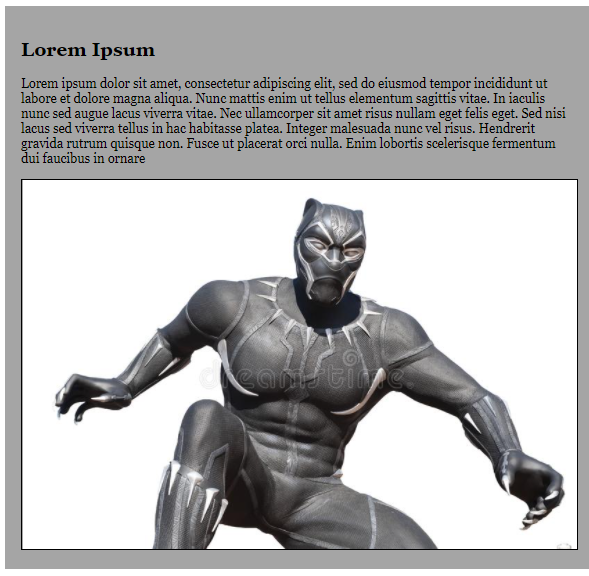 Lorem Ipsum
Lorem ipsum dolor sit amet, consectetur adipiscing elit, sed do eiusmod tempor incididunt ut
labore et dolore magna aliqua. Nunc mattis enim ut tellus elementum sagittis vitae. In iaculis
nunc sed augue lacus viverra vitae. Nec ullamcorper sit amet risus nullam eget felis eget. Sed nisi
lacus sed viverra tellus in hac habitasse platea. Integer malesuada nunc vel risus. Hendrerit
gravida rutrum quisque non. Fusce ut placerat orci nulla. Enim lobortis scelerisque fermentum
dui faucibus in ornare
dreamstime.